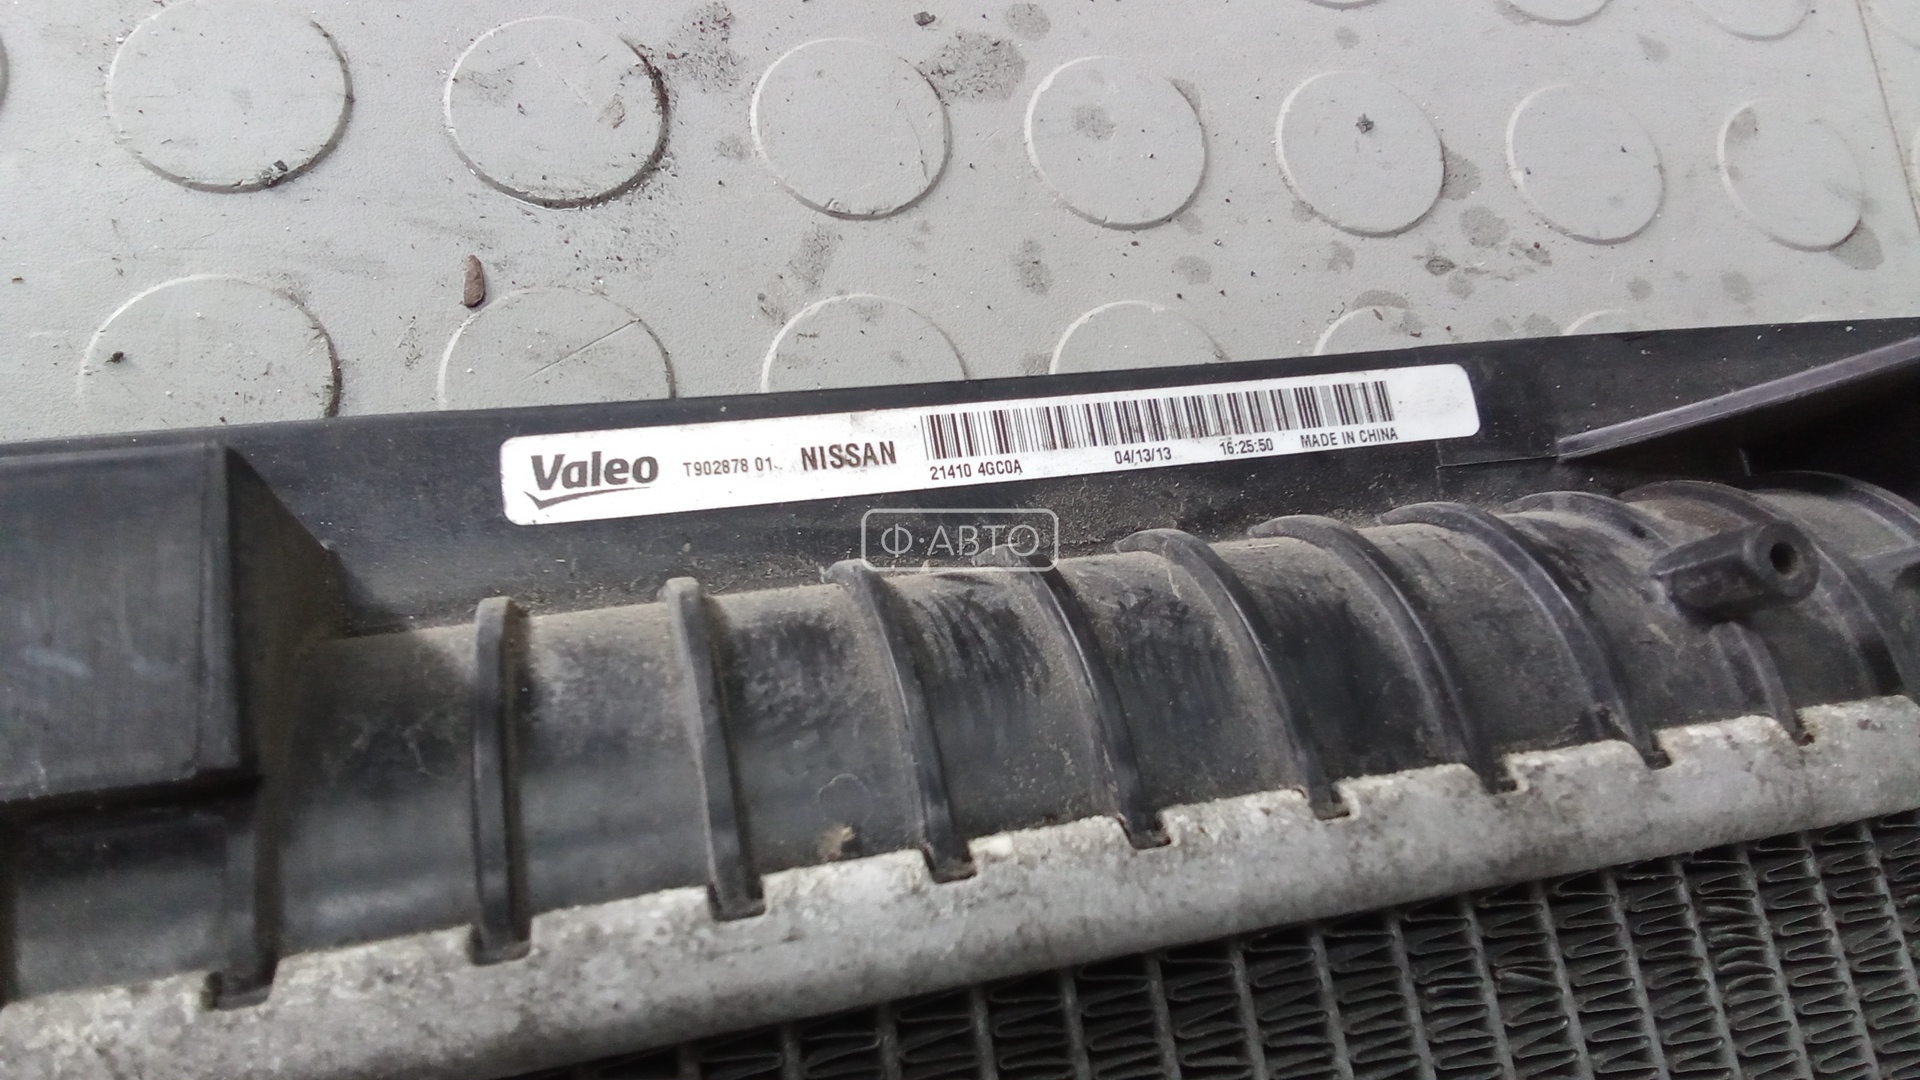 Valeo T902878 01 NISSAN
21410 4GC0A 04/13/13 16:25:50 MADE IN CHINA
Ф·АВТО